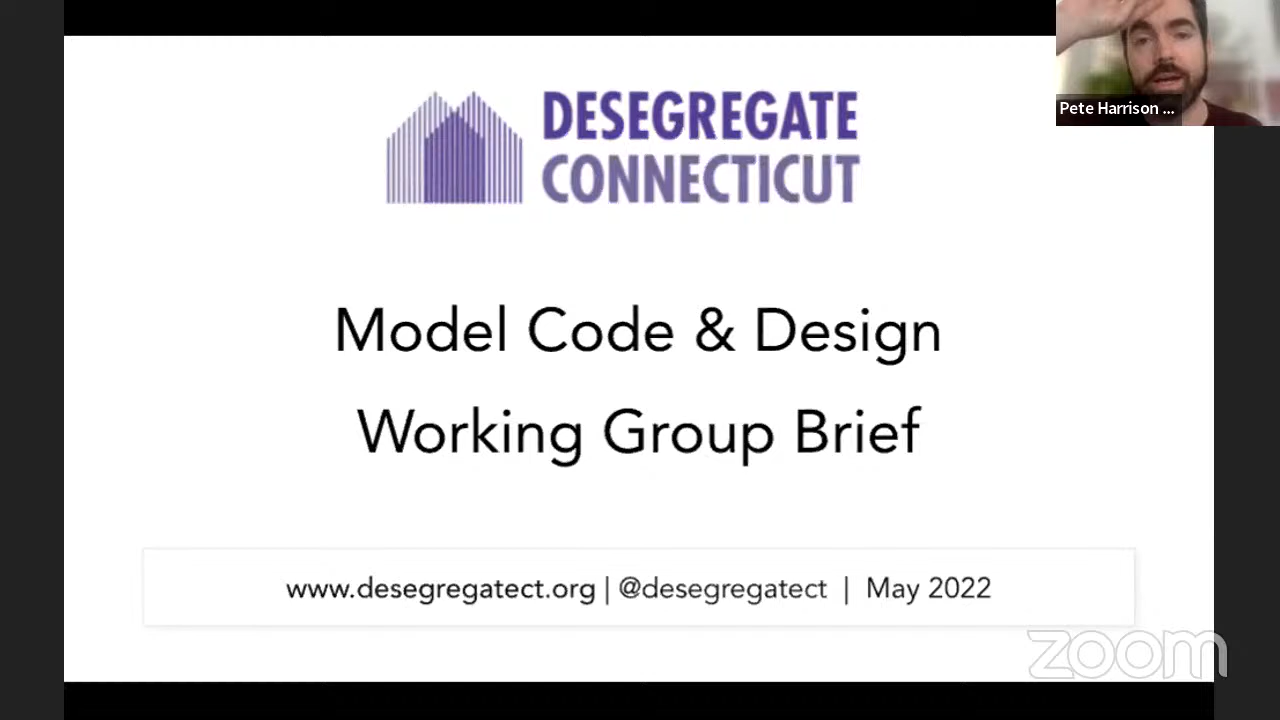 DESEGREGATE
CONNECTICUT
Pete Harrison ...
Model Code & Design
Working Group Brief
www.desegregatect.org | @desegregatect | May 2022
zoom